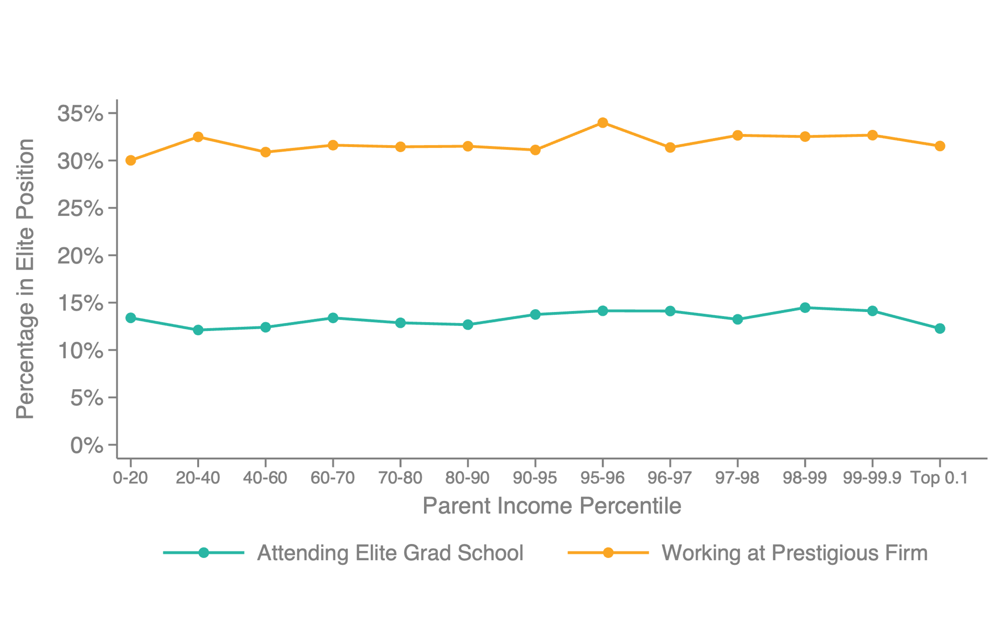 35%
30%
25%
20%
15%
10%
5%
0%
Percentage in Elite Position
0-20 20-40 40-60 60-70 70-80 80-90 90-95 95-96 96-97 97-98 98-99 99-99.9 Top 0.1
Parent Income Percentile
Attending Elite Grad School Working at Prestigious Firm